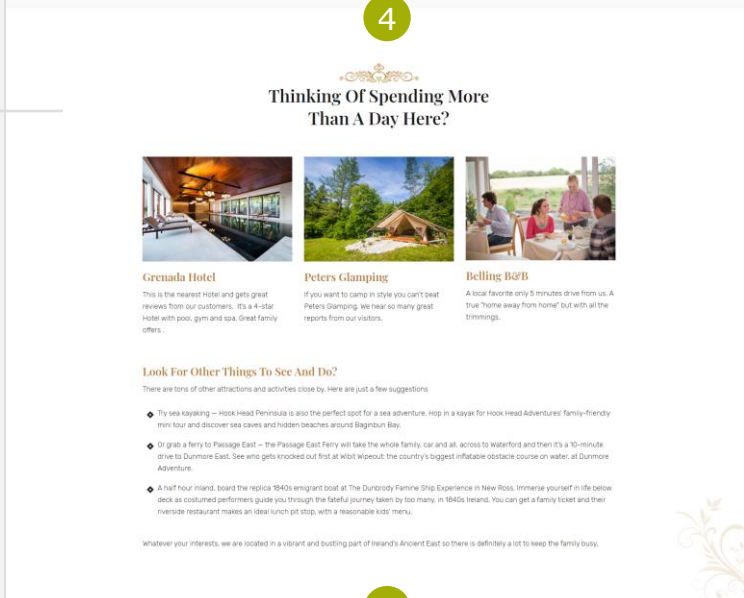 4
Thinking Of Spending More
Than A Day Here?
Grenada Hotel
This is the nearest Hotel and gets great
reviews from our customers. It's a 4-star
Hotel with pool, gym and spa. Great family
offers .
Peters Glamping
If you want to camp in style you can't beat
Peters Glamping. We hear so many great
reports from our visitors.
Belling B&B
A local favorite only 5 minutes drive from us. A
true "home away from home" but with all the
trimmings.
Look For Other Things To See And Do?
There are tons of other attractions and activities close by. Here are just a few suggestions
Try sea kayaking — Hook Head Peninsula is also the perfect spot for a sea adventure. Hop in a kayak for Hook Head Adventures' family-friendly
mini tour and discover sea caves and hidden beaches around Baginbun Bay.
Or grab a ferry to Passage East — the Passage East Ferry will take the whole family, car and all, across to Waterford and then it's a 10-minute
drive to Dunmore East. See who gets knocked out first at Wibit Wipeout; the country's biggest inflatable obstacle course on water, at Dunmore
Adventure.
A half hour inland, board the replica 1840s emigrant boat at The Dunbrody Famine Ship Experience in New Ross. Immerse yourself in life below
deck as costumed performers guide you through the fateful journey taken by too many, in 1840s Ireland. You can get a family ticket and their
riverside restaurant makes an ideal lunch pit stop, with a reasonable kids' menu.
Whatever your interests, we are located in a vibrant and bustling part of Ireland's Ancient East so there is definitely a lot to keep the family busy.